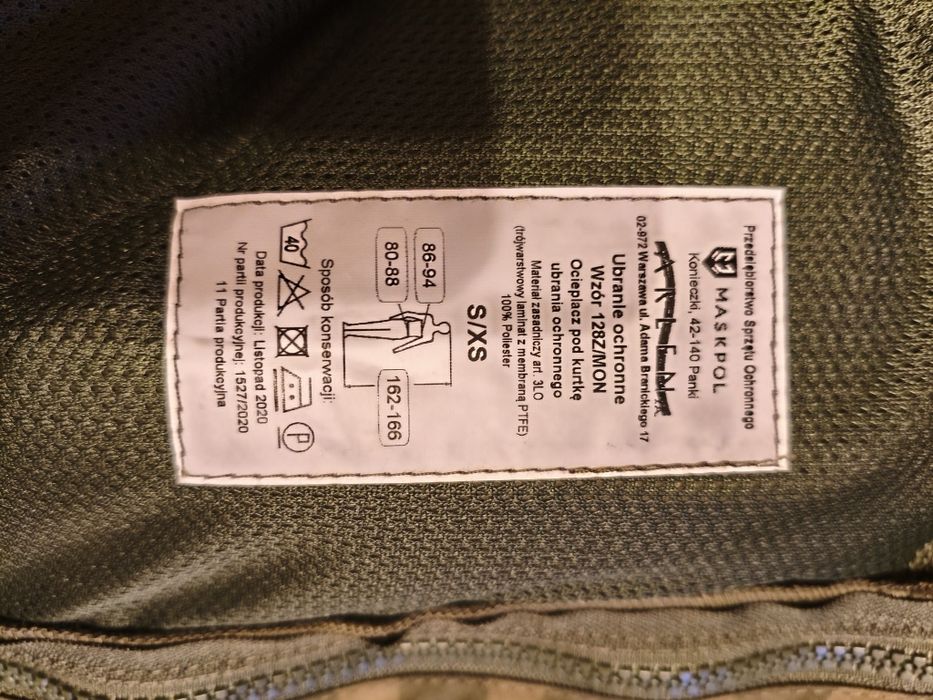 Przedsiębiorstwo Sprzętu Ochronnego
MASKPOL
Konieczki, 42-140 Panki
ARLEN
S.A.
02-972 Warszawa ul. Adama Branickiego 17
Ubranie ochronne
Wzór 128Z/MON
Ocieplacz pod kurtkę
ubrania ochronnego
Materiał zasadniczy art. 3LO
(trójwarstwowy laminat z membraną PTFE)
100% Poliester
S/XS
86-94
80-88
162-166
Sposób konserwacji:
40
P
Data produkcji: Listopad 2020
Nr partii produkcyjnej: 1527/2020
11 Partia produkcyjna